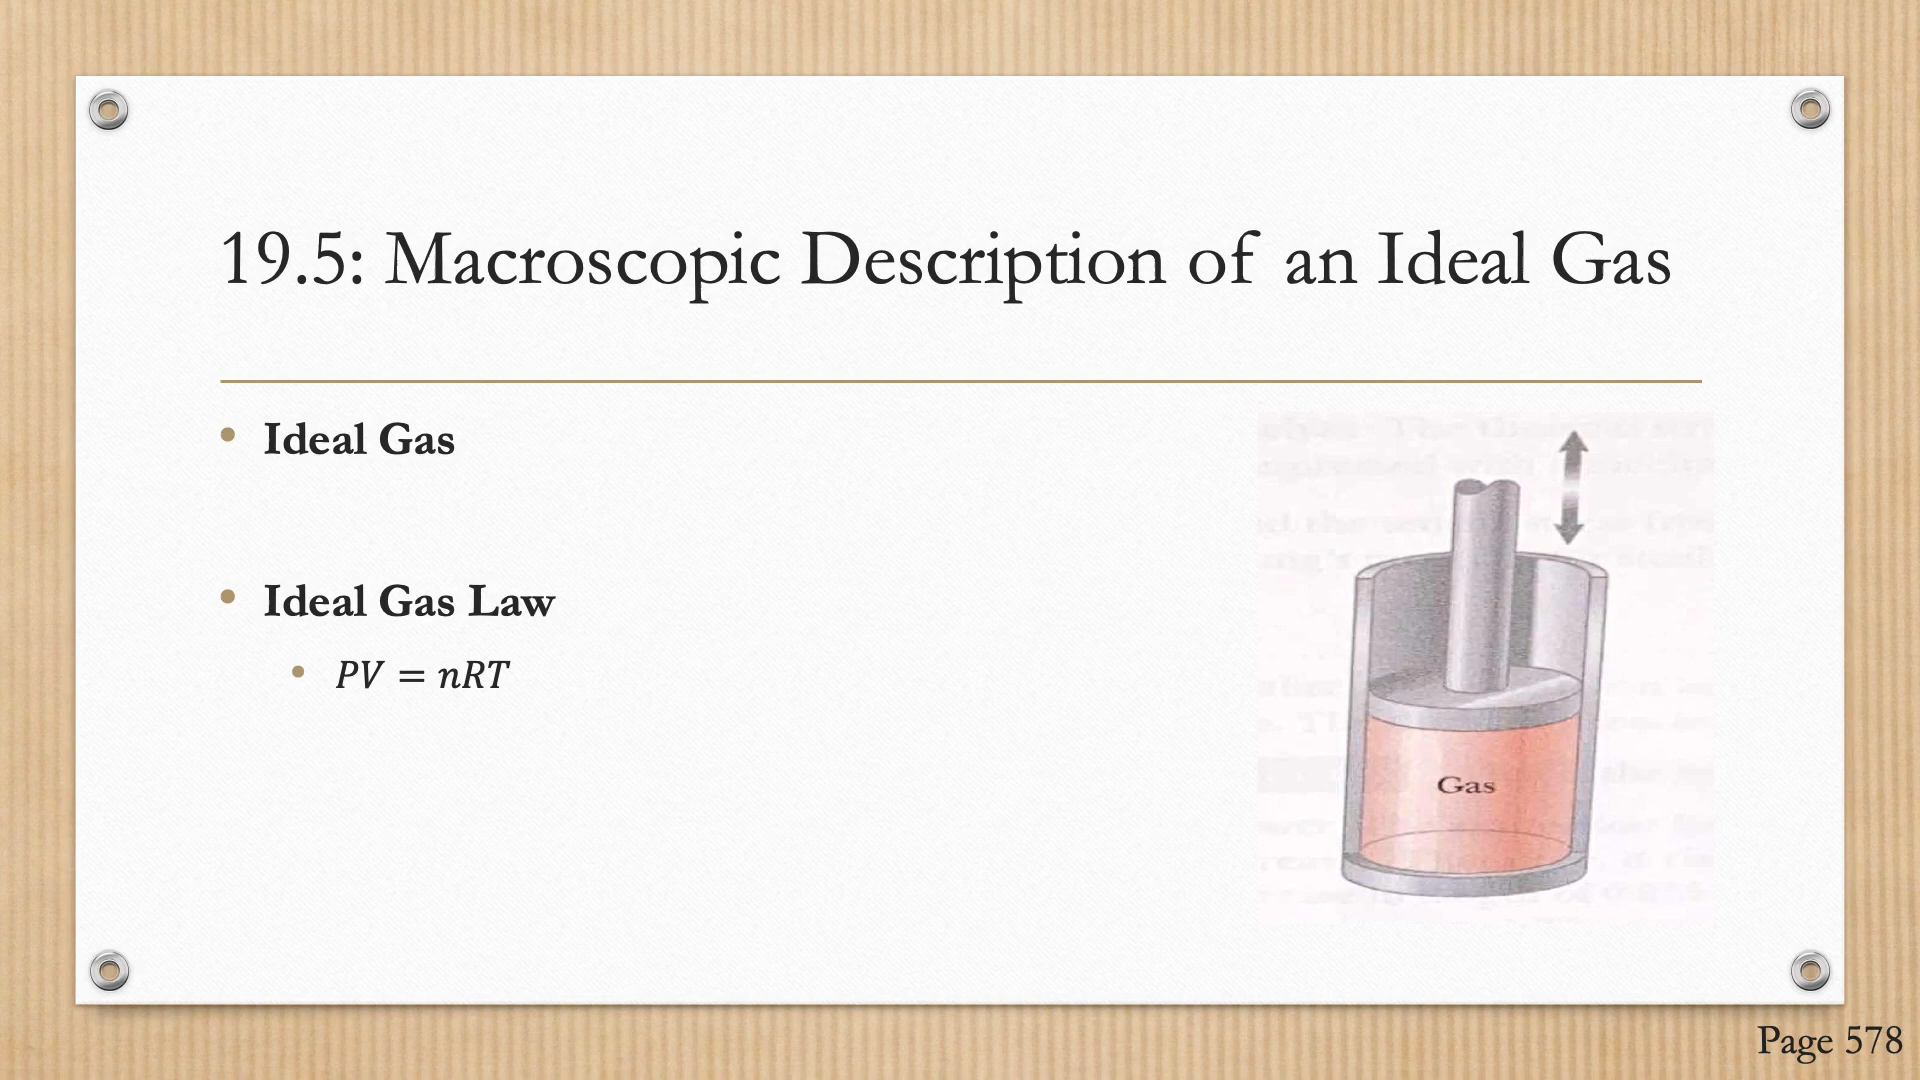 19.5: Macroscopic Description of an Ideal Gas
• Ideal Gas
• Ideal Gas Law
• PV = nRT
Gas
Page 578